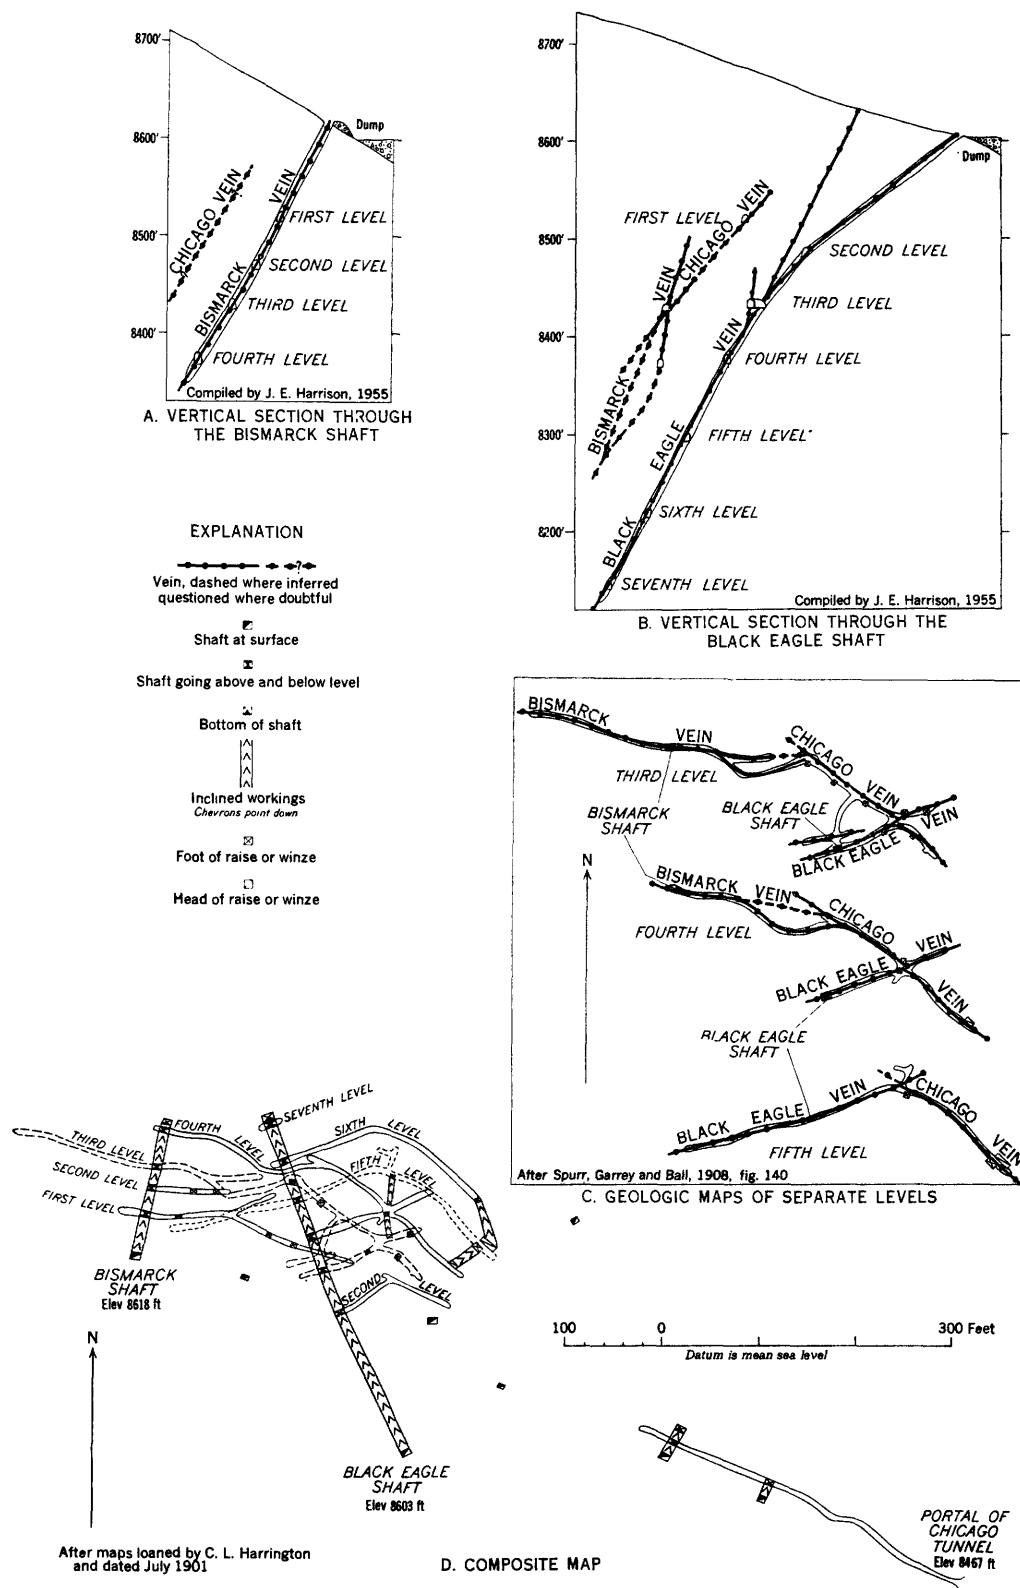 8700'
8600'
8500'
8400'
Dump
CHICAGO VEIN
?
BISMARCK VEIN
FIRST LEVEL
SECOND LEVEL
THIRD LEVEL
FOURTH LEVEL
Compiled by J. E. Harrison, 1955
A. VERTICAL SECTION THROUGH
THE BISMARCK SHAFT
8700'
8600'
8500'
8400'
8300'
8200'
Dump
FIRST LEVEL
CHICAGO VEIN
BISMARCK VEIN
SECOND LEVEL
THIRD LEVEL
FOURTH LEVEL
FIFTH LEVEL
SIXTH LEVEL
SEVENTH LEVEL
BLACK EAGLE VEIN
Compiled by J. E. Harrison, 1955
B. VERTICAL SECTION THROUGH THE
BLACK EAGLE SHAFT
EXPLANATION
?
Vein, dashed where inferred
questioned where doubtful
Shaft at surface
Shaft going above and below level
Bottom of shaft
Inclined workings
Chevrons point down
Foot of raise or winze
Head of raise or winze
BISMARCK VEIN
CHICAGO VEIN
THIRD LEVEL
BISMARCK
SHAFT
BLACK EAGLE
SHAFT
BLACK EAGLE VEIN
N
BISMARCK VEIN
CHICAGO VEIN
FOURTH LEVEL
BLACK EAGLE VEIN
BLACK EAGLE
SHAFT
BLACK EAGLE VEIN
CHICAGO VEIN
FIFTH LEVEL
After Spurr, Garrey and Ball, 1908, fig. 140
C. GEOLOGIC MAPS OF SEPARATE LEVELS
SEVENTH LEVEL
FOURTH LEVEL
SIXTH LEVEL
THIRD LEVEL
FIFTH LEVEL
SECOND LEVEL
FIRST LEVEL
SECOND LEVEL
BISMARCK
SHAFT
Elev 8618 ft
N
BLACK EAGLE
SHAFT
Elev 8603 ft
100 0 300 Feet
Datum is mean sea level
PORTAL OF
CHICAGO
TUNNEL
Elev 8467 ft
After maps loaned by C. L. Harrington
and dated July 1901
D. COMPOSITE MAP